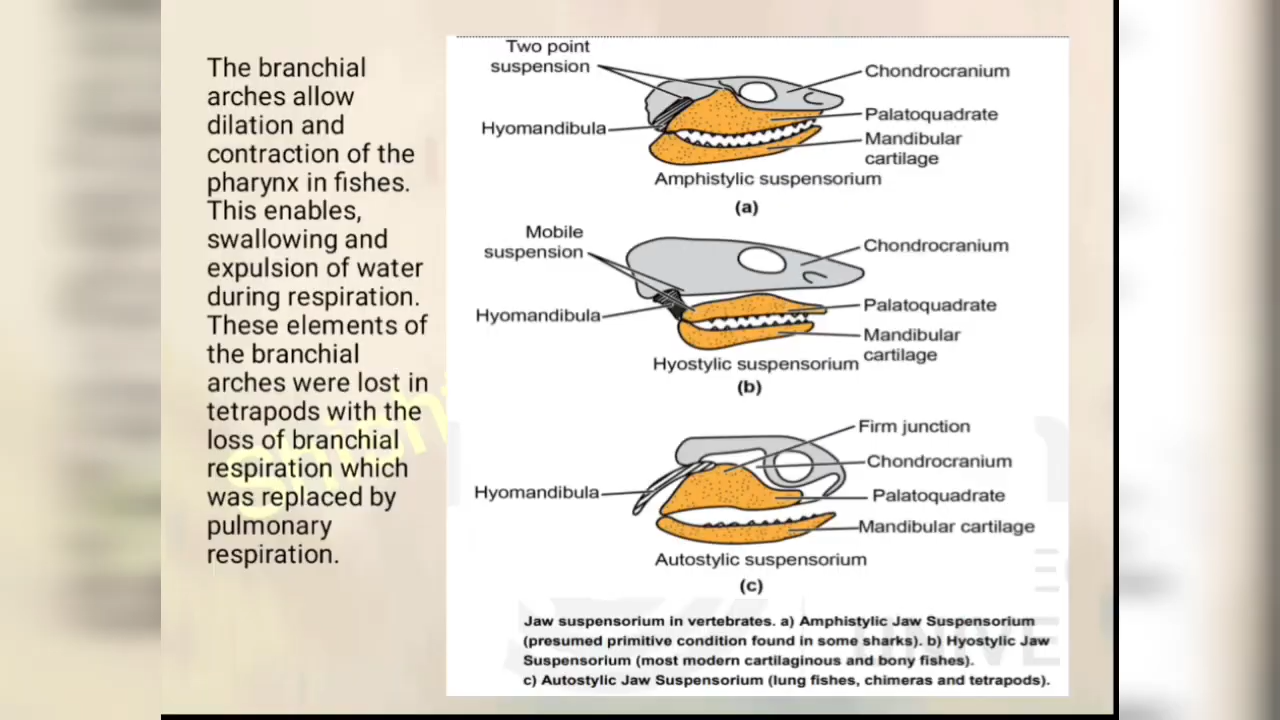 The branchial
arches allow
dilation and
contraction of the
pharynx in fishes.
This enables,
swallowing and
expulsion of water
during respiration.
These elements of
the branchial
arches were lost in
tetrapods with the
loss of branchial
respiration which
was replaced by
pulmonary
respiration.
Two point
suspension
Chondrocranium
Hyomandibula
Palatoquadrate
Mandibular
cartilage
Amphistylic suspensorium
(a)
Mobile
suspension
Chondrocranium
Hyomandibula
Palatoquadrate
Mandibular
cartilage
Hyostylic suspensorium
(b)
Firm junction
Chondrocranium
Hyomandibula
Palatoquadrate
Mandibular cartilage
Autostylic suspensorium
(c)
Jaw suspensorium in vertebrates. a) Amphistylic Jaw Suspensorium
(presumed primitive condition found in some sharks). b) Hyostylic Jaw
Suspensorium (most modern cartilaginous and bony fishes).
c) Autostylic Jaw Suspensorium (lung fishes, chimeras and tetrapods).